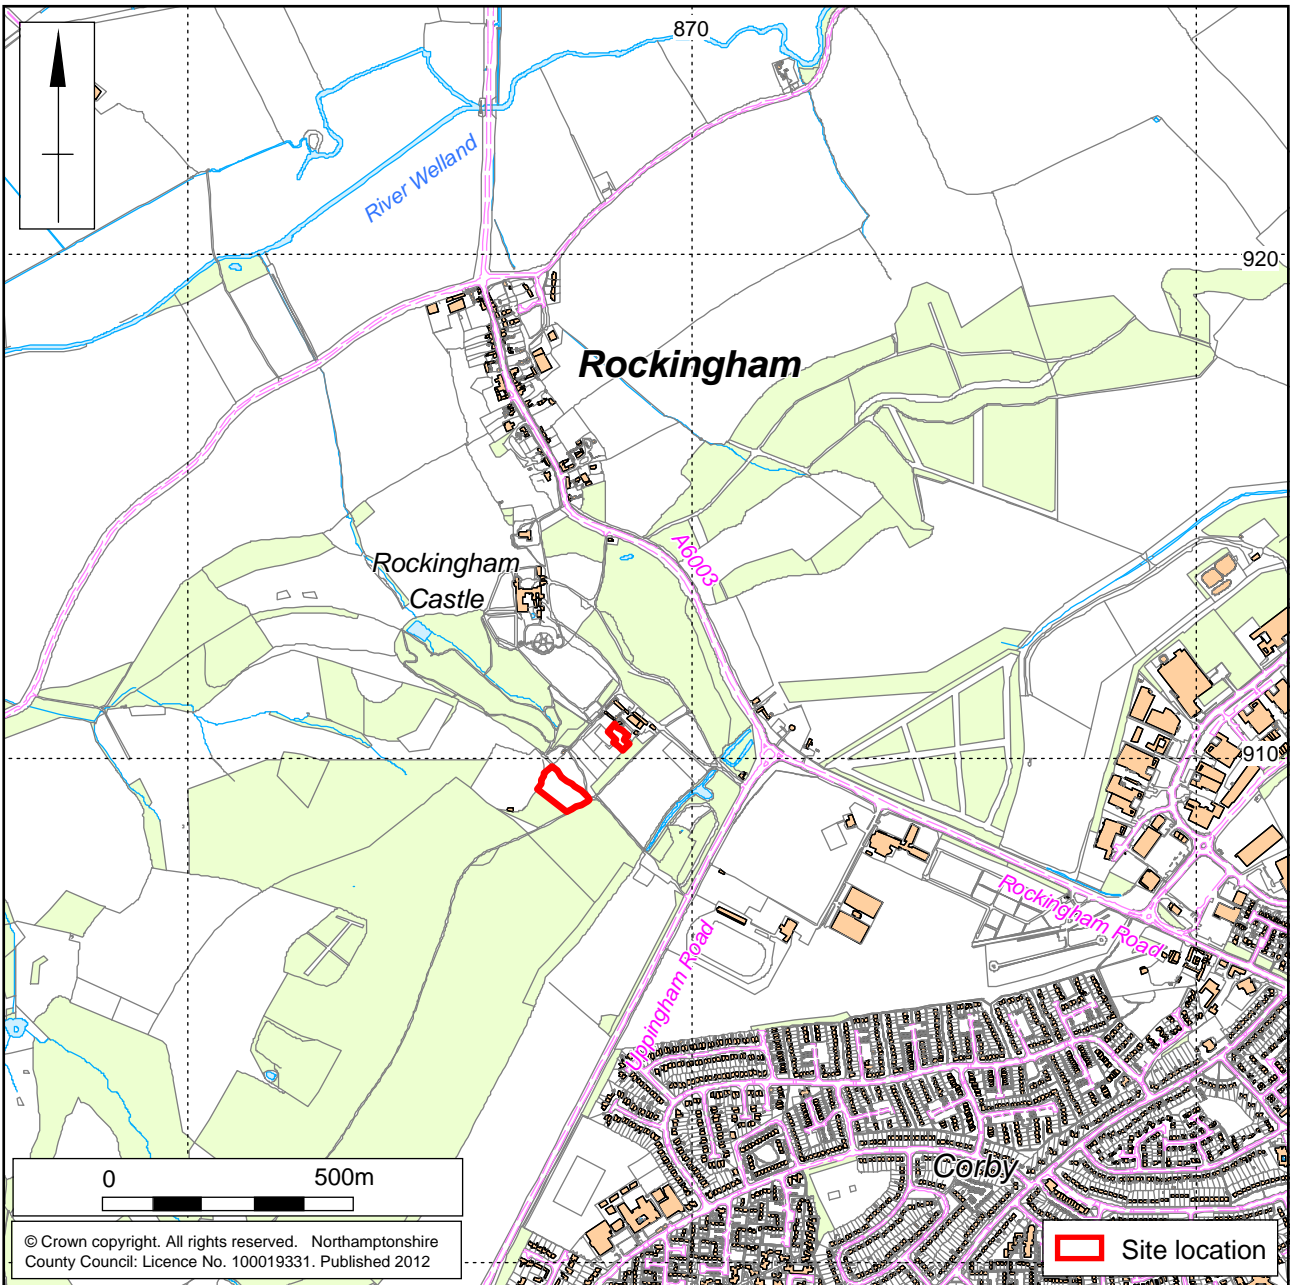 870
River Welland
920
Rockingham
A6003
Rockingham
Castle
910
Rockingham Road
Uppingham Road
Corby
0 500m
© Crown copyright. All rights reserved. Northamptonshire
County Council: Licence No. 100019331. Published 2012
Site location